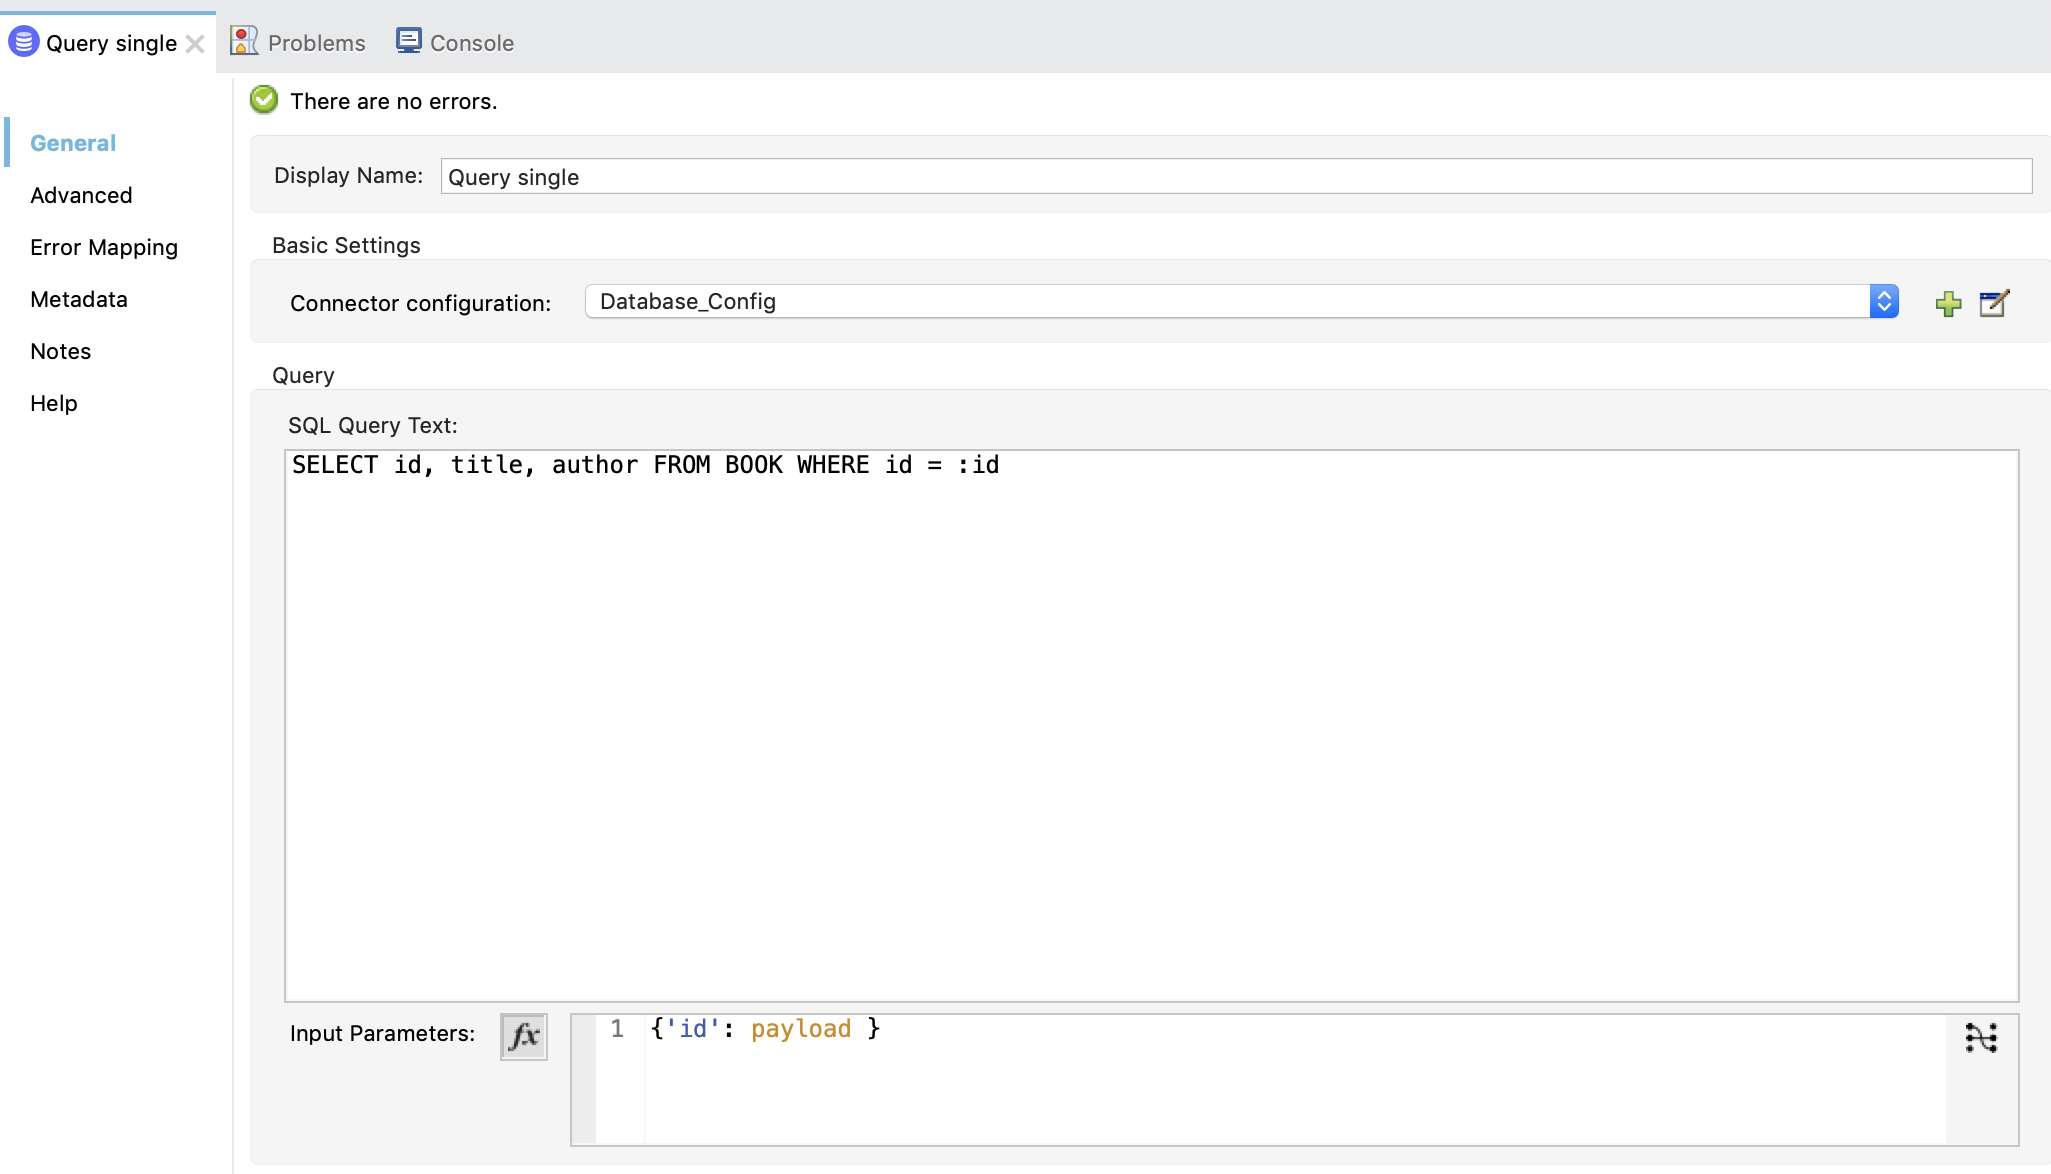 Query single
Problems
Console
There are no errors.
General
Advanced
Error Mapping
Metadata
Notes
Help
Display Name: Query single
Basic Settings
Connector configuration: Database_Config
Query
SQL Query Text:
SELECT id, title, author FROM BOOK WHERE id = :id
Input Parameters: fx 1 {'id': payload }